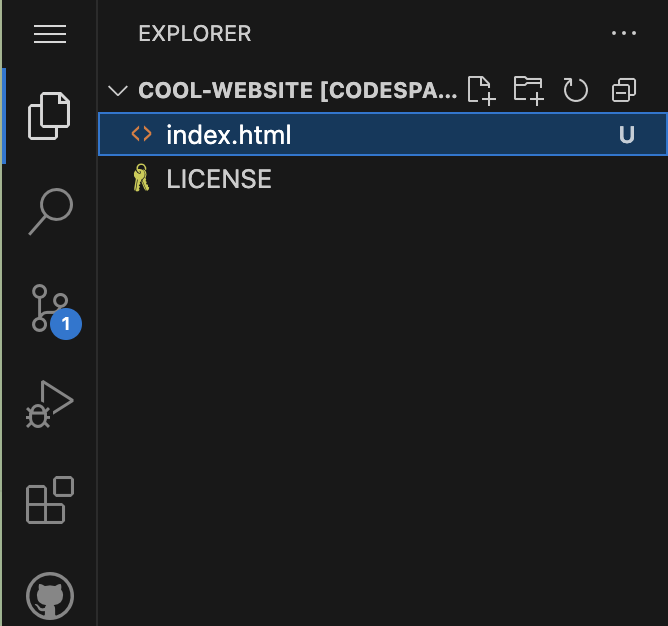 EXPLORER
COOL-WEBSITE [CODESPA...
index.html U
LICENSE
1